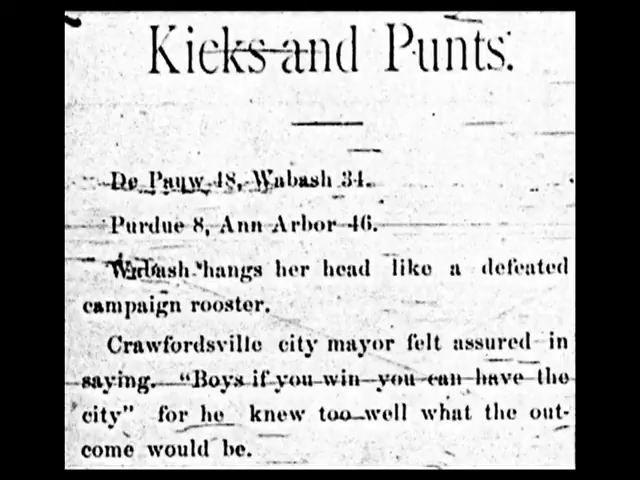 Kicks and Punts.
De Pauw 48, Wabash 34.
Purdue 8, Ann Arbor 46.
Wabash hangs her head like a defeated
campaign rooster.
Crawfordsville city mayor felt assured in
saying. "Boys if you win you can have the
city" for he knew too well what the out-
come would be.